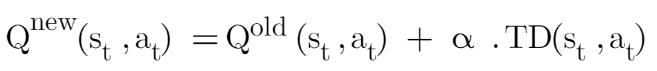 Q^new(s_t ,a_t) = Q^old (s_t ,a_t) + α .TD(s_t ,a_t)